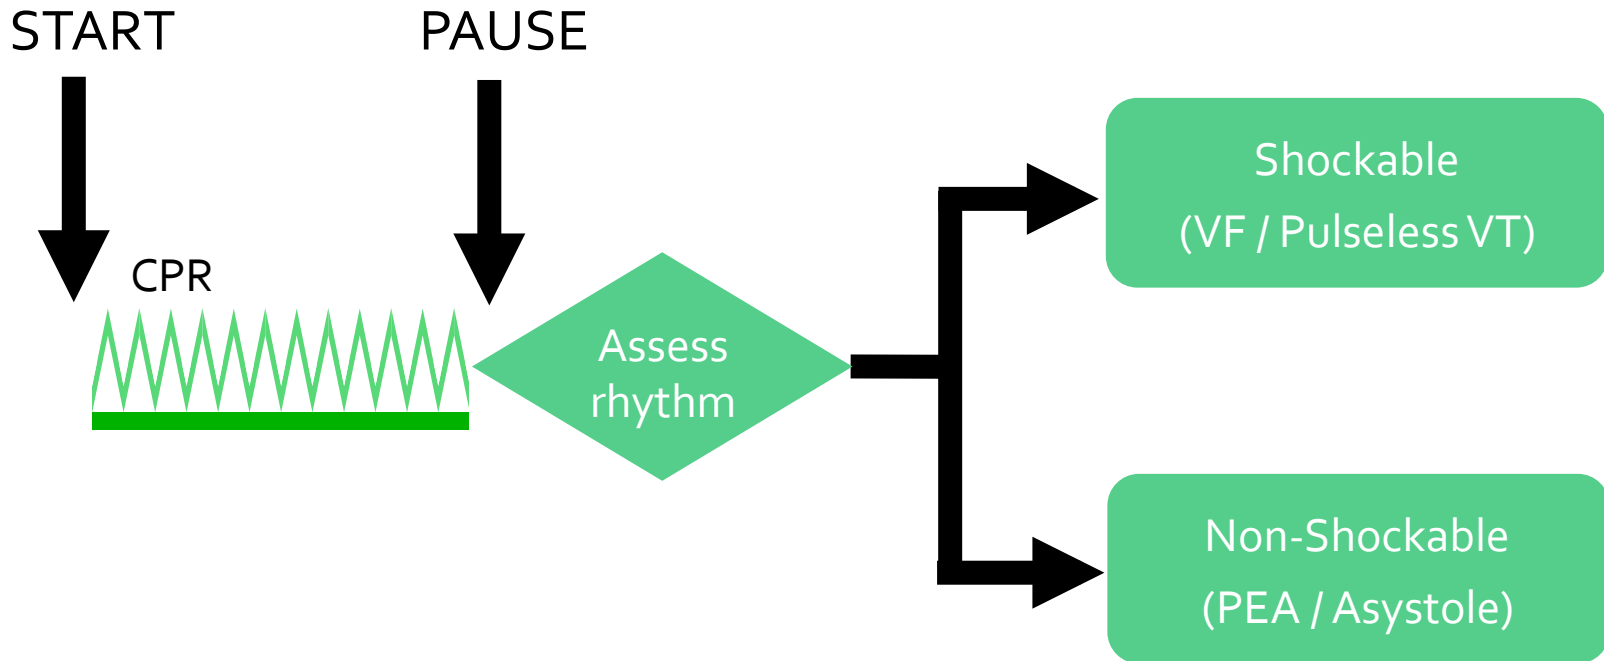 START
PAUSE
CPR
Assess
rhythm
Shockable
(VF / Pulseless VT)
Non-Shockable
(PEA / Asystole)